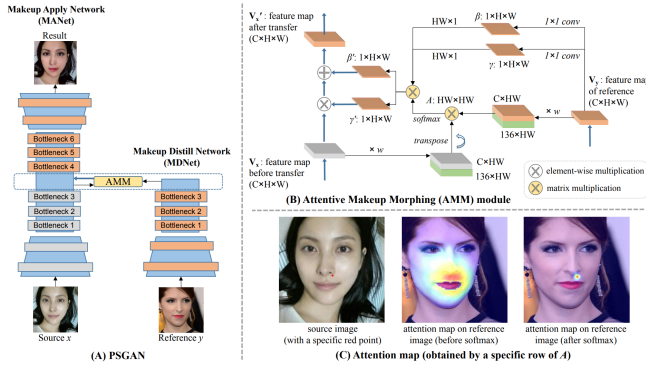 Makeup Apply Network
(MANet)
Result
Bottleneck 6
Bottleneck 5
Bottleneck 4
Makeup Distill Network
(MDNet)
AMM
Bottleneck 3
Bottleneck 2
Bottleneck 1
Bottleneck 3
Bottleneck 2
Bottleneck 1
Source x
Reference y
(A) PSGAN
Vx′ : feature map
after transfer
(C×H×W)
β′: 1×H×W
γ′: 1×H×W
Vx : feature map
before transfer
(C×H×W)
× w
HW×1
HW×1
β: 1×H×W
γ: 1×H×W
1×1 conv
1×1 conv
A: HW×HW
softmax
transpose
C×HW
136×HW
× w
Vy : feature map
of reference
(C×H×W)
C×HW
136×HW
element-wise multiplication
matrix multiplication
(B) Attentive Makeup Morphing (AMM) module
source image
(with a specific red point)
attention map on reference
image (before softmax)
attention map on reference
image (after softmax)
(C) Attention map (obtained by a specific row of A)